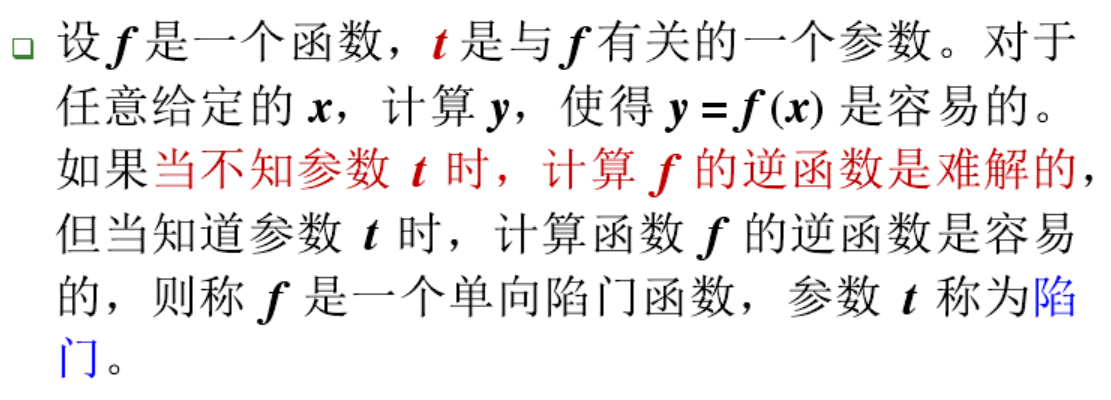 设 f 是一个函数，t 是与 f 有关的一个参数。对于
任意给定的 x，计算 y，使得 y = f (x) 是容易的。
如果当不知参数 t 时，计算 f 的逆函数是难解的，
但当知道参数 t 时，计算函数 f 的逆函数是容易
的，则称 f 是一个单向陷门函数，参数 t 称为陷
门。